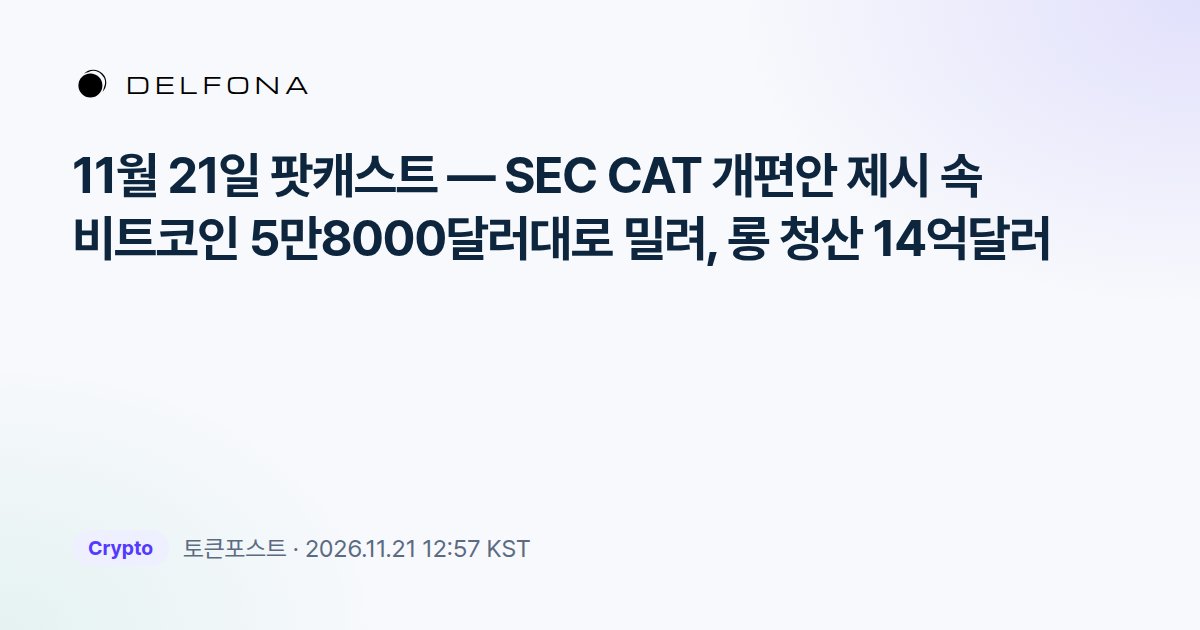 DELFONA
11월 21일 팟캐스트 — SEC CAT 개편안 제시 속
비트코인 5만8000달러대로 밀려, 롱 청산 14억달러
Crypto 토큰포스트 · 2026.11.21 12:57 KST